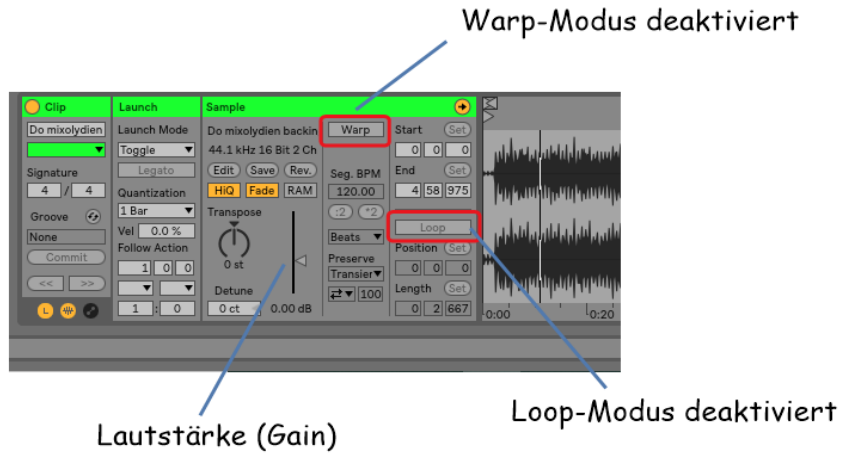 Warp-Modus deaktiviert
Clip Launch Sample
Do mixolydien Launch Mode Do mixolydien backin Warp Start Set
Toggle 44.1 kHz 16 Bit 2 Ch 0 0 0
Signature Legato Edit Save Rev. Seg. BPM End Set
4 / 4 Quantization HiQ Fade RAM 120.00 4 58 975
Groove 1 Bar Transpose :2 *2
None Vel 0.0 % Beats Loop
Commit Follow Action 0 st Preserve Position Set
1 0 0 Transier 0 0 0
<< >> Detune 100 Length Set
L 1 : 0 0 ct 0.00 dB 0 2 667 0:00 0:20
Loop-Modus deaktiviert
Lautstärke (Gain)